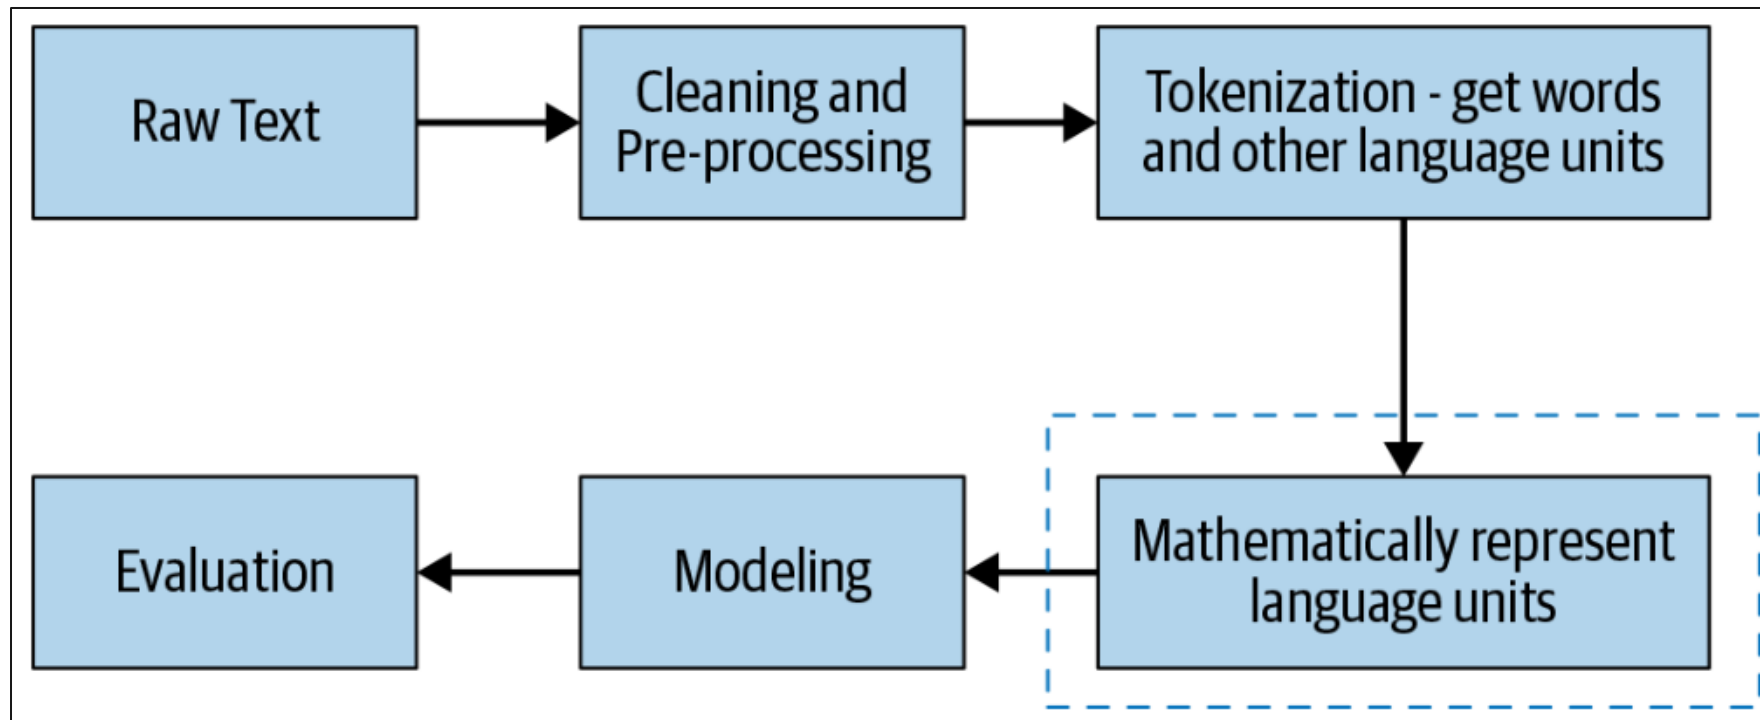 Raw Text
Cleaning and
Pre-processing
Tokenization - get words
and other language units
Mathematically represent
language units
Modeling
Evaluation